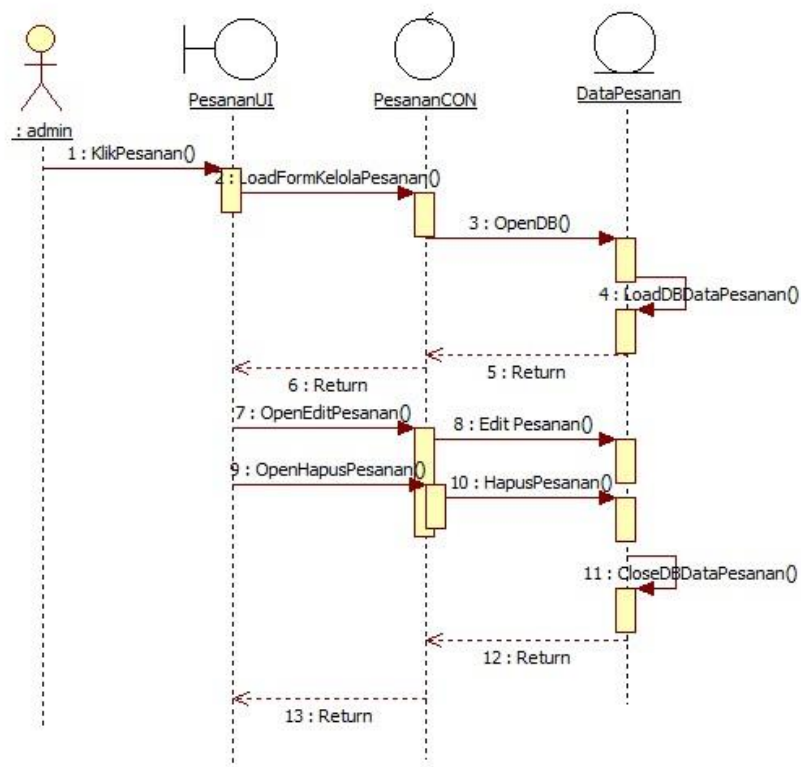 PesananUI
PesananCON
DataPesanan
: admin
1 : KlikPesanan()
2 : LoadFormKelolaPesanan()
3 : OpenDB()
4 : LoadDBDataPesanan()
5 : Return
6 : Return
7 : OpenEditPesanan()
8 : Edit Pesanan()
9 : OpenHapusPesanan()
10 : HapusPesanan()
11 : CloseDBDataPesanan()
12 : Return
13 : Return